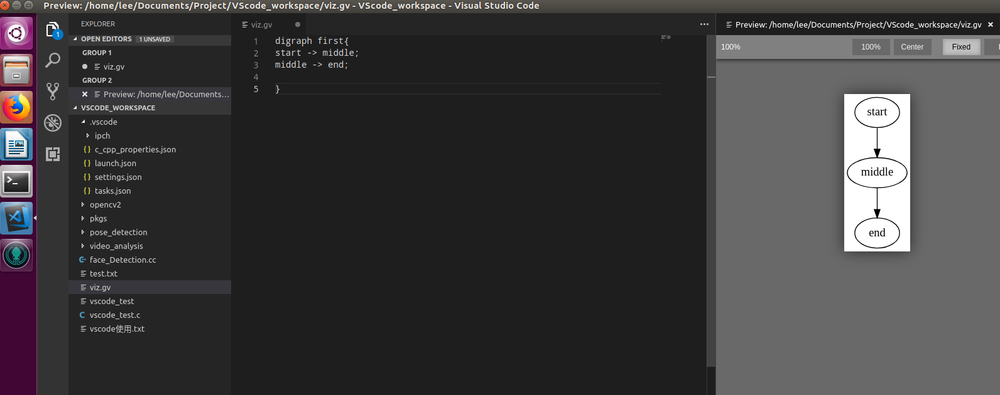 Preview: /home/lee/Documents/Project/VScode_workspace/viz.gv - VScode_workspace - Visual Studio Code
1
EXPLORER
OPEN EDITORS 1 UNSAVED
GROUP 1
viz.gv
GROUP 2
Preview: /home/lee/Documents...
VSCODE_WORKSPACE
.vscode
ipch
{} c_cpp_properties.json
{} launch.json
{} settings.json
{} tasks.json
opencv2
pkgs
pose_detection
video_analysis
C+ face_Detection.cc
test.txt
viz.gv
vscode_test
C vscode_test.c
vscode使用.txt
viz.gv
1 digraph first{
2 start -> middle;
3 middle -> end;
4
5 }
Preview: /home/lee/Documents/Project/VScode_workspace/viz.gv
100% 100% Center Fixed
start
middle
end